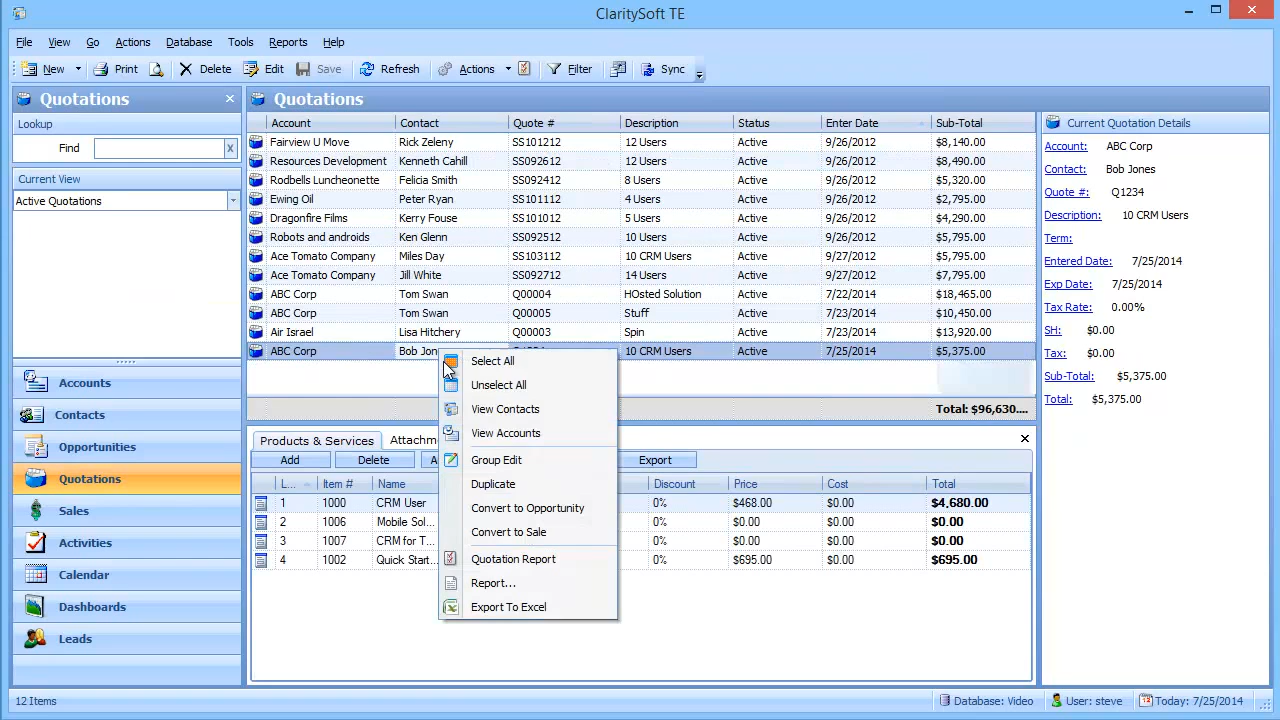 ClaritySoft TE
File View Go Actions Database Tools Reports Help
New Print Delete Edit Save Refresh Actions Filter Sync
Quotations
Lookup
Find
Current View
Active Quotations
Accounts
Contacts
Opportunities
Quotations
Sales
Activities
Calendar
Dashboards
Leads
Quotations
Account Contact Quote # Description Status Enter Date Sub-Total
Fairview U Move Rick Zeleny SS101212 12 Users Active 9/26/2012 $8,140.00
Resources Development Kenneth Cahill SS092612 12 Users Active 9/26/2012 $8,490.00
Rodbells Luncheonette Felicia Smith SS092412 8 Users Active 9/26/2012 $5,320.00
Ewing Oil Peter Ryan SS101112 4 Users Active 9/26/2012 $2,795.00
Dragonfire Films Kerry Fouse SS101012 5 Users Active 9/26/2012 $4,290.00
Robots and androids Ken Glenn SS092512 10 Users Active 9/26/2012 $5,795.00
Ace Tomato Company Miles Day SS103112 10 CRM Users Active 9/27/2012 $5,795.00
Ace Tomato Company Jill White SS092712 14 Users Active 9/27/2012 $7,795.00
ABC Corp Tom Swan Q00004 HOsted Solution Active 7/22/2014 $18,465.00
ABC Corp Tom Swan Q00005 Stuff Active 7/23/2014 $10,450.00
Air Israel Lisa Hitchery Q00003 Spin Active 7/23/2014 $13,920.00
ABC Corp Bob Jon 10 CRM Users Active 7/25/2014 $5,375.00
Total: $96,630....
Select All
Unselect All
View Contacts
View Accounts
Group Edit
Duplicate
Convert to Opportunity
Convert to Sale
Quotation Report
Report...
Export To Excel
Products & Services Attachm
Add Delete A Export
L... Item # Name Discount Price Cost Total
1 1000 CRM User 0% $468.00 $0.00 $4,680.00
2 1006 Mobile Sol... 0% $0.00 $0.00 $0.00
3 1007 CRM for T... 0% $0.00 $0.00 $0.00
4 1002 Quick Start... 0% $695.00 $0.00 $695.00
Current Quotation Details
Account: ABC Corp
Contact: Bob Jones
Quote #: Q1234
Description: 10 CRM Users
Term:
Entered Date: 7/25/2014
Exp Date: 7/25/2014
Tax Rate: 0.00%
SH: $0.00
Tax: $0.00
Sub-Total: $5,375.00
Total: $5,375.00
12 Items Database: Video User: steve Today: 7/25/2014